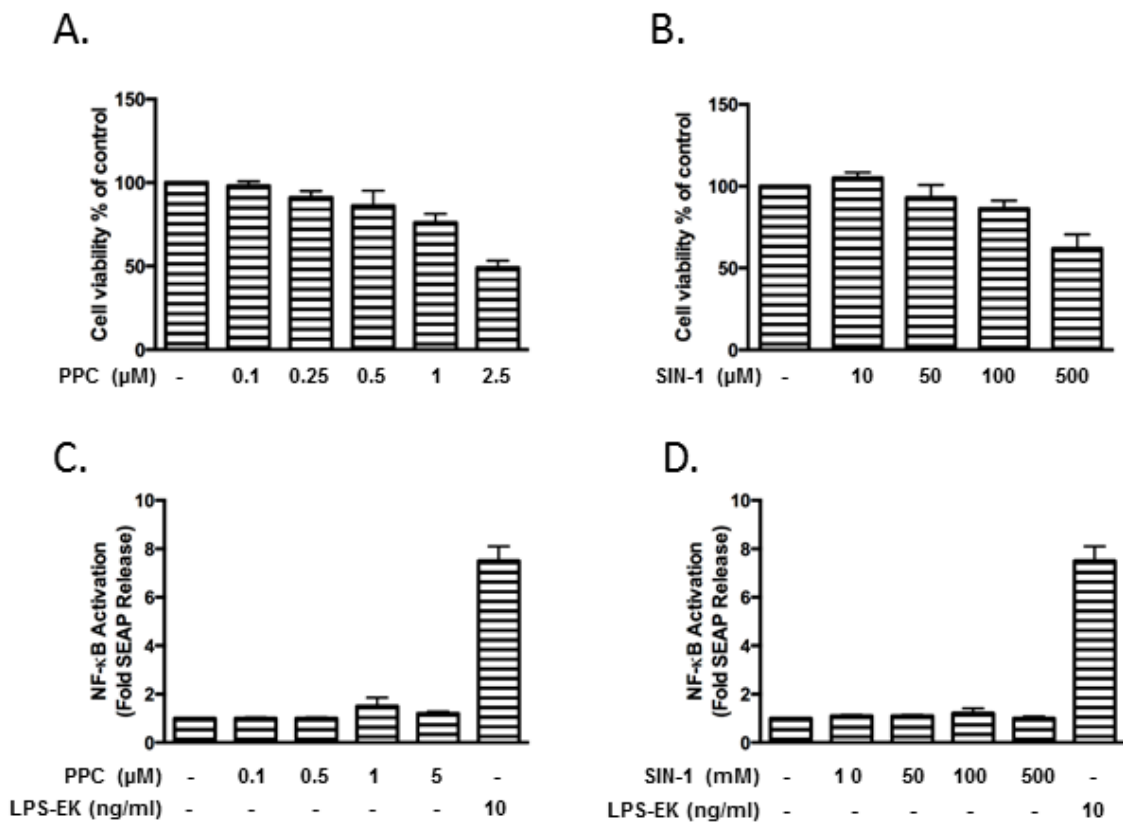 A.
B.
150
100
50
0
Cell viability % of control
PPC (µM) - 0.1 0.25 0.5 1 2.5
150
100
50
0
Cell viability % of control
SIN-1 (µM) - 10 50 100 500
C.
D.
10
8
6
4
2
0
NF-κB Activation
(Fold SEAP Release)
PPC (µM) - 0.1 0.5 1 5 -
LPS-EK (ng/ml) - - - - - 10
10
8
6
4
2
0
NF-κB Activation
(Fold SEAP Release)
SIN-1 (mM) - 1 0 50 100 500 -
LPS-EK (ng/ml) - - - - - 10